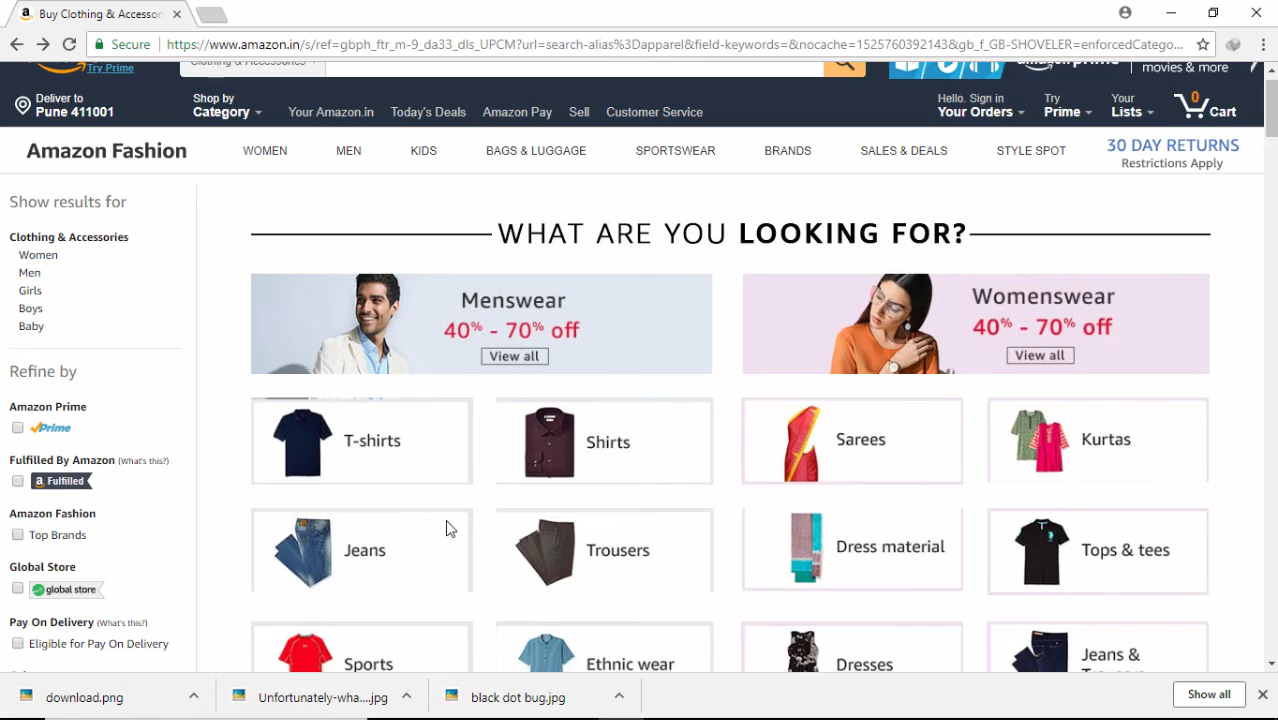 Buy Clothing & Accessori
Secure https://www.amazon.in/s/ref=gbph_ftr_m-9_da33_dls_UPCM?url=search-alias%3Dapparel&field-keywords=&nocache=1525760392143&gb_f_GB-SHOVELER=enforcedCatego...
Try Prime
Clothing & Accessories
movies & more
Deliver to
Pune 411001
Shop by
Category
Your Amazon.in
Today's Deals
Amazon Pay
Sell
Customer Service
Hello. Sign in
Your Orders
Try
Prime
Your
Lists
0
Cart
Amazon Fashion
WOMEN
MEN
KIDS
BAGS & LUGGAGE
SPORTSWEAR
BRANDS
SALES & DEALS
STYLE SPOT
30 DAY RETURNS
Restrictions Apply
Show results for
Clothing & Accessories
Women
Men
Girls
Boys
Baby
Refine by
Amazon Prime
Prime
Fulfilled By Amazon (What's this?)
a Fulfilled
Amazon Fashion
Top Brands
Global Store
global store
Pay On Delivery (What's this?)
Eligible for Pay On Delivery
WHAT ARE YOU LOOKING FOR?
Menswear
40% - 70% off
View all
Womenswear
40% - 70% off
View all
T-shirts
Shirts
Sarees
Kurtas
Jeans
Trousers
Dress material
Tops & tees
Sports
Ethnic wear
Dresses
Jeans &
download.png
Unfortunately-wha....jpg
black dot bug.jpg
Show all